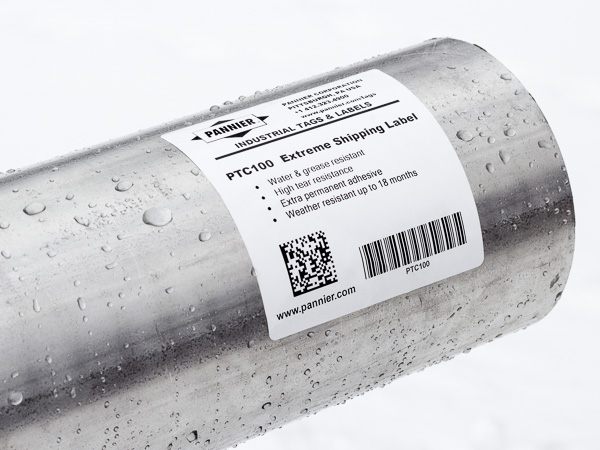 PANNIER
PANNIER CORPORATION
PITTSBURGH, PA USA
+1 412.323.4900
www.pannier.com/tags
INDUSTRIAL TAGS & LABELS
PTC100 Extreme Shipping Label
• Water & grease resistant
• High tear resistance
• Extra permanent adhesive
• Weather resistant up to 18 months
PTC100
www.pannier.com